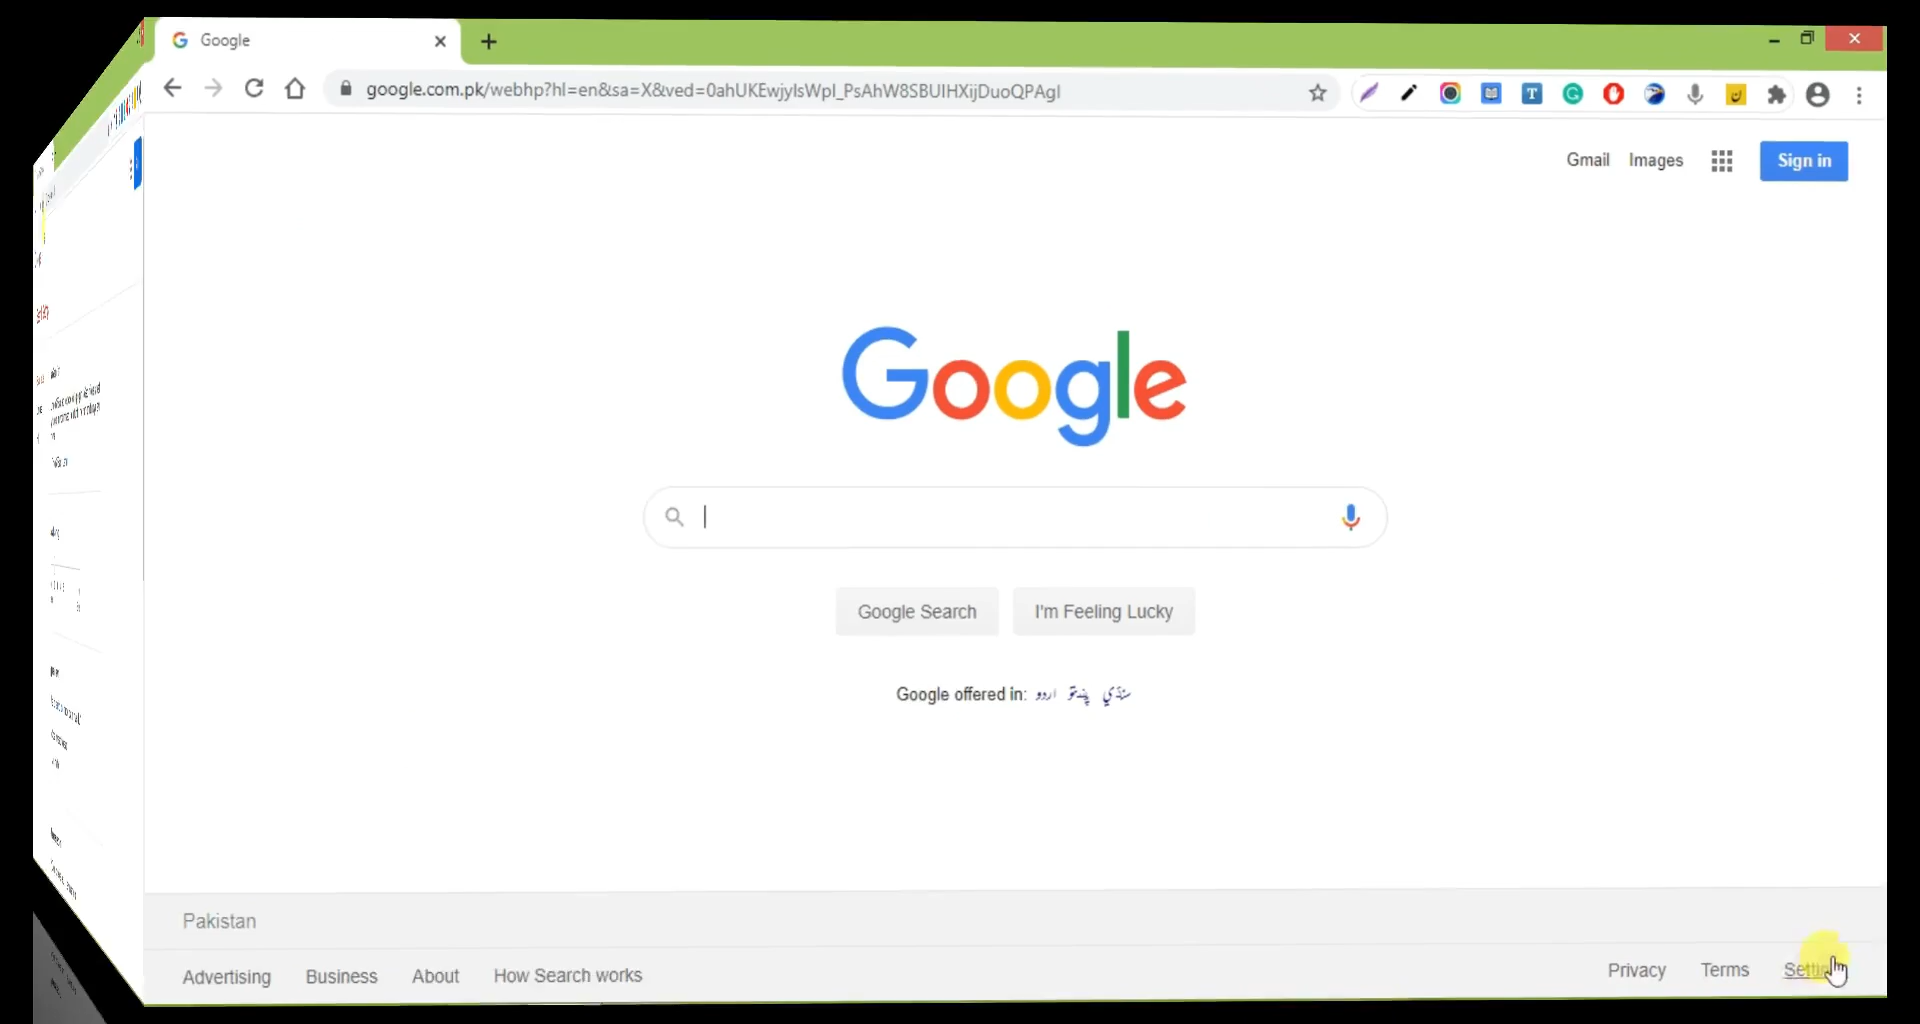 Google
google.com.pk/webhp?hl=en&sa=X&ved=0ahUKEwjyIsWpI_PsAhW8SBUIHXijDuoQPAgI
Gmail Images Sign in
Google
Google Search I'm Feeling Lucky
Google offered in: اردو پښتو سنڌي
Pakistan
Advertising Business About How Search works Privacy Terms